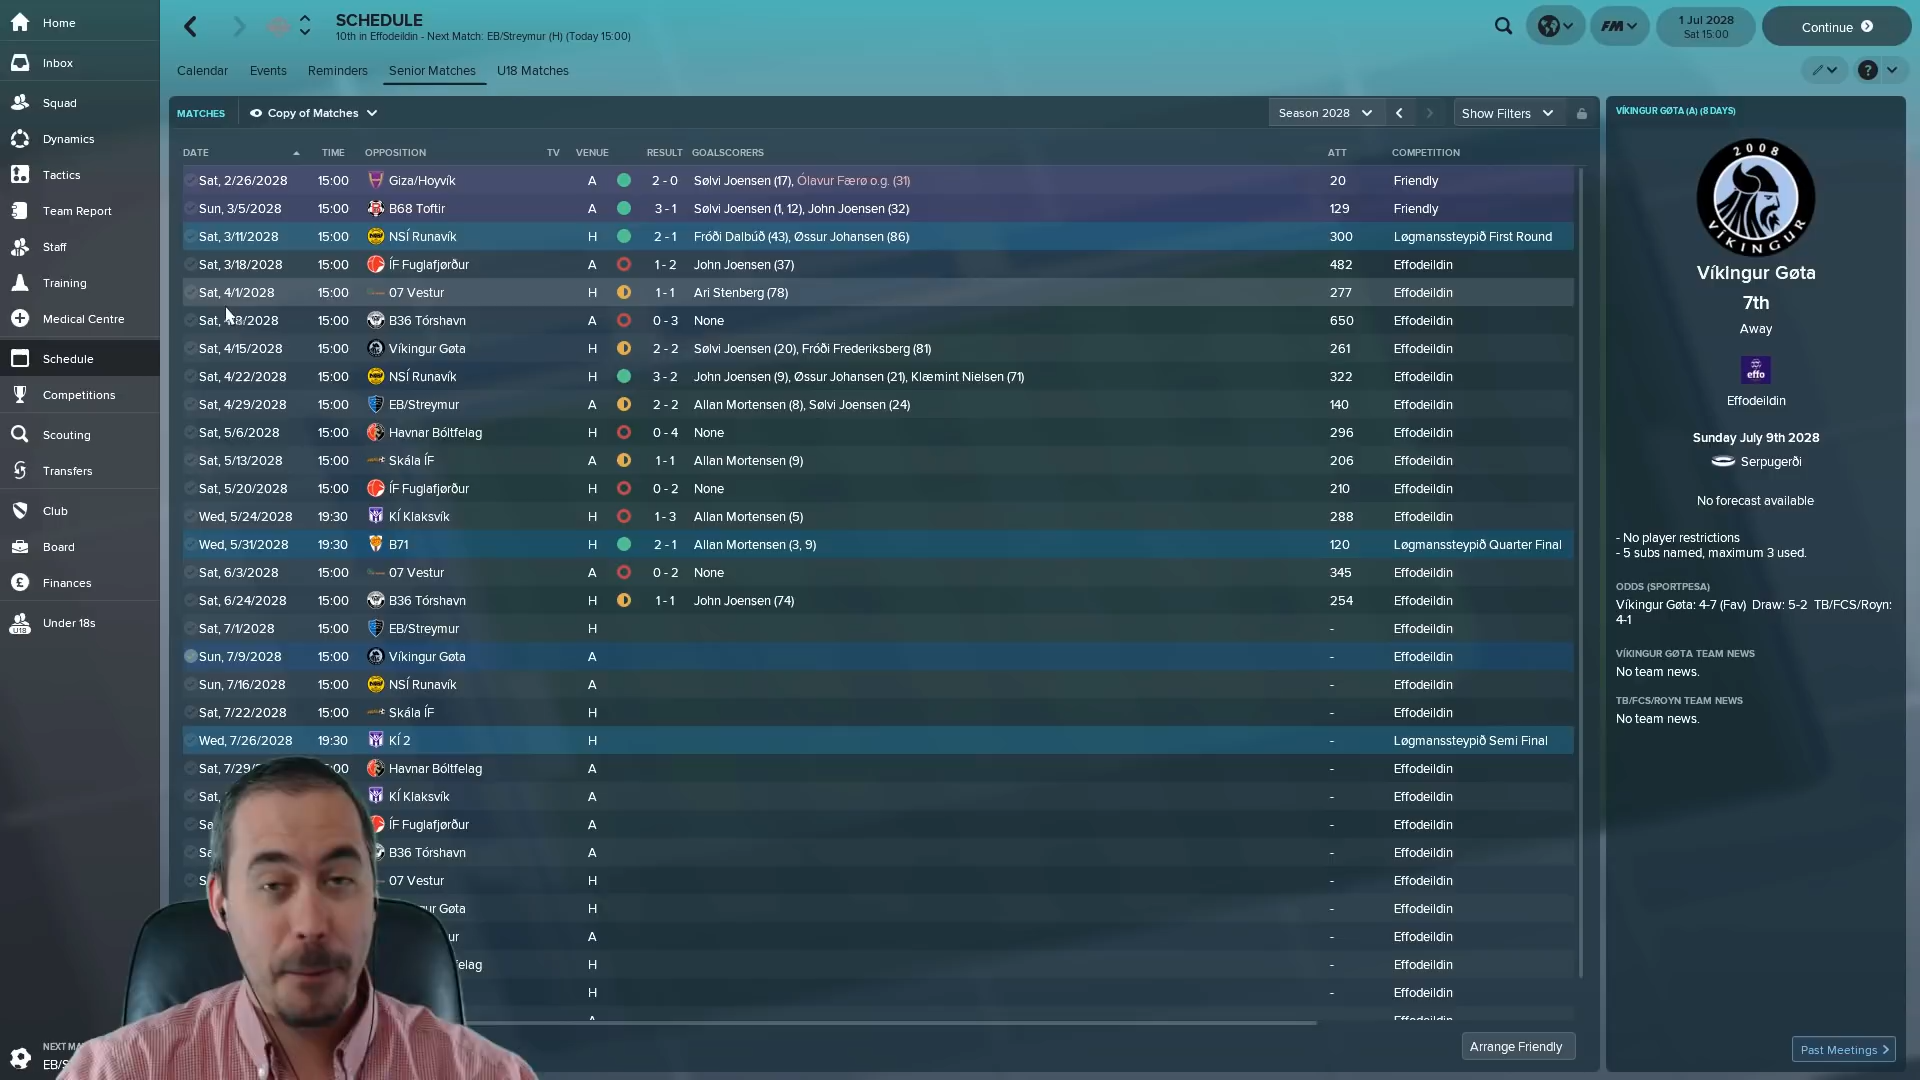 Home
Inbox
Squad
Dynamics
Tactics
Team Report
Staff
Training
Medical Centre
Schedule
Competitions
Scouting
Transfers
Club
Board
Finances
U18 Under 18s
NEXT MA
EB/S
SCHEDULE
10th in Effodeildin - Next Match: EB/Streymur (H) (Today 15:00)
FM
1 Jul 2028
Sat 15:00
Continue
Calendar Events Reminders Senior Matches U18 Matches
?
MATCHES Copy of Matches Season 2028 Show Filters
DATE TIME OPPOSITION TV VENUE RESULT GOALSCORERS ATT COMPETITION
Sat, 2/26/2028 15:00 Giza/Hoyvík A 2 - 0 Sølvi Joensen (17), Ólavur Færø o.g. (31) 20 Friendly
Sun, 3/5/2028 15:00 B68 Toftir A 3 - 1 Sølvi Joensen (1, 12), John Joensen (32) 129 Friendly
Sat, 3/11/2028 15:00 NSÍ Runavík H 2 - 1 Fróði Dalbúð (43), Øssur Johansen (86) 300 Løgmanssteypið First Round
Sat, 3/18/2028 15:00 ÍF Fuglafjørður A 1 - 2 John Joensen (37) 482 Effodeildin
Sat, 4/1/2028 15:00 07 Vestur H 1 - 1 Ari Stenberg (78) 277 Effodeildin
Sat, 4/8/2028 15:00 B36 Tórshavn A 0 - 3 None 650 Effodeildin
Sat, 4/15/2028 15:00 Víkingur Gøta H 2 - 2 Sølvi Joensen (20), Fróði Frederiksberg (81) 261 Effodeildin
Sat, 4/22/2028 15:00 NSÍ Runavík H 3 - 2 John Joensen (9), Øssur Johansen (21), Klæmint Nielsen (71) 322 Effodeildin
Sat, 4/29/2028 15:00 EB/Streymur A 2 - 2 Allan Mortensen (8), Sølvi Joensen (24) 140 Effodeildin
Sat, 5/6/2028 15:00 Havnar Bóltfelag H 0 - 4 None 296 Effodeildin
Sat, 5/13/2028 15:00 Skála ÍF A 1 - 1 Allan Mortensen (9) 206 Effodeildin
Sat, 5/20/2028 15:00 ÍF Fuglafjørður H 0 - 2 None 210 Effodeildin
Wed, 5/24/2028 19:30 KÍ Klaksvík H 1 - 3 Allan Mortensen (5) 288 Effodeildin
Wed, 5/31/2028 19:30 B71 H 2 - 1 Allan Mortensen (3, 9) 120 Løgmanssteypið Quarter Final
Sat, 6/3/2028 15:00 07 Vestur A 0 - 2 None 345 Effodeildin
Sat, 6/24/2028 15:00 B36 Tórshavn H 1 - 1 John Joensen (74) 254 Effodeildin
Sat, 7/1/2028 15:00 EB/Streymur H - Effodeildin
Sun, 7/9/2028 15:00 Víkingur Gøta A - Effodeildin
Sun, 7/16/2028 15:00 NSÍ Runavík A - Effodeildin
Sat, 7/22/2028 15:00 Skála ÍF H - Effodeildin
Wed, 7/26/2028 19:30 KÍ 2 H - Løgmanssteypið Semi Final
Sat, 7/29/ :00 Havnar Bóltfelag A - Effodeildin
Sat, KÍ Klaksvík A - Effodeildin
Sa ÍF Fuglafjørður A - Effodeildin
Sa B36 Tórshavn A - Effodeildin
S 07 Vestur H - Effodeildin
ur Gøta H - Effodeildin
ur A - Effodeildin
felag H - Effodeildin
H - Effodeildin
A Effodeildin
Arrange Friendly
VÍKINGUR GØTA (A) (8 DAYS)
2008
VÍKINGUR
Víkingur Gøta
7th
Away
effo
Effodeildin
Sunday July 9th 2028
Serpugerði
No forecast available
- No player restrictions
- 5 subs named, maximum 3 used.
ODDS (SPORTPESA)
Víkingur Gøta: 4-7 (Fav) Draw: 5-2 TB/FCS/Royn:
4-1
VÍKINGUR GØTA TEAM NEWS
No team news.
TB/FCS/ROYN TEAM NEWS
No team news.
Past Meetings